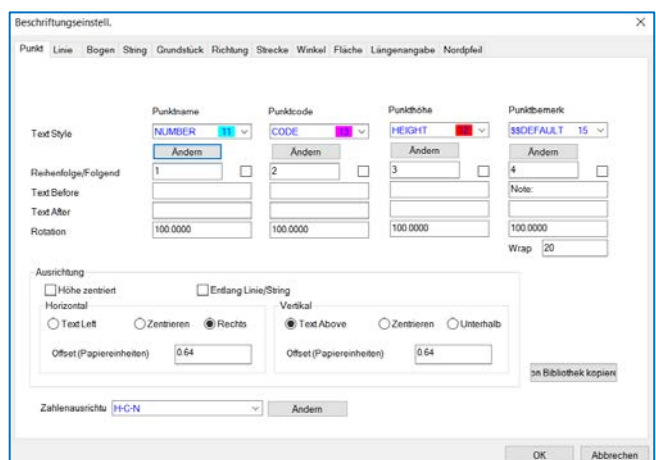 Beschriftungseinstell.
Punkt Linie Bogen String Grundstück Richtung Strecke Winkel Fläche Längenangabe Nordpfeil
Punktname Punktcode Punkthöhe Punktbemerk
Text Style NUMBER 11 CODE 13 HEIGHT $$DEFAULT 15
Ändern Ändern Ändern Ändern
Reihenfolge/Folgend 1 2 3 4
Text Before Note:
Text After
Rotation 100.0000 100.0000 100.0000 100.0000
Wrap 20
Ausrichtung
Höhe zentriert Entlang Linie/String
Horizontal Vertikal
Text Left Zentrieren Rechts Text Above Zentrieren Unterhalb
Offset (Papiereinheiten) 0.64 Offset (Papiereinheiten) 0.64
on Bibliothek kopiere
Zahlenausrichtu H-C-N Ändern
OK Abbrechen